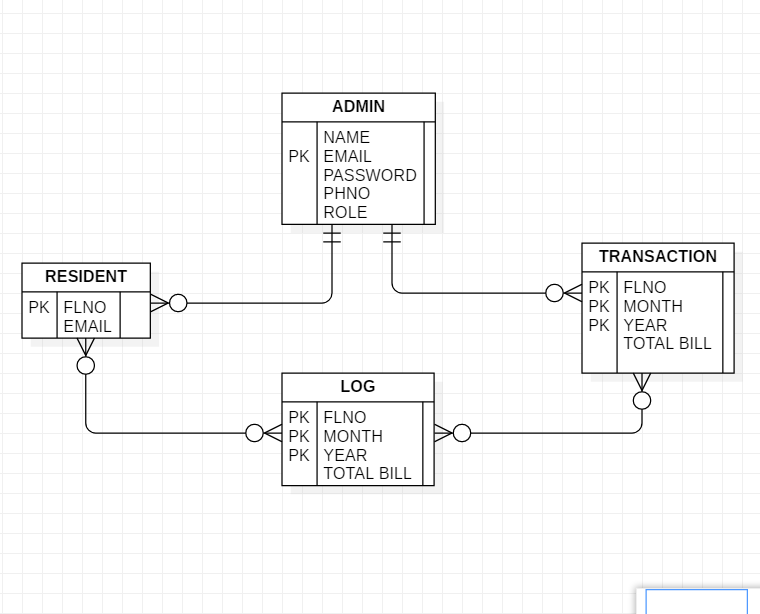 ADMIN
NAME
PK EMAIL
PASSWORD
PHNO
ROLE
RESIDENT
PK FLNO
EMAIL
TRANSACTION
PK FLNO
PK MONTH
PK YEAR
TOTAL BILL
LOG
PK FLNO
PK MONTH
PK YEAR
TOTAL BILL